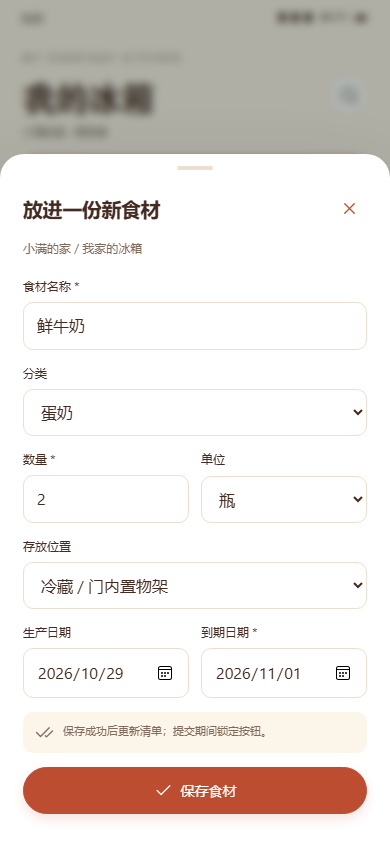 我的冰箱
放进一份新食材
小满的家 / 我家的冰箱
食材名称 *
鲜牛奶
分类
蛋奶
数量 * 单位
2 瓶
存放位置
冷藏 / 门内置物架
生产日期 到期日期 *
2026/10/29 2026/11/01
保存成功后更新清单；提交期间锁定按钮。
保存食材